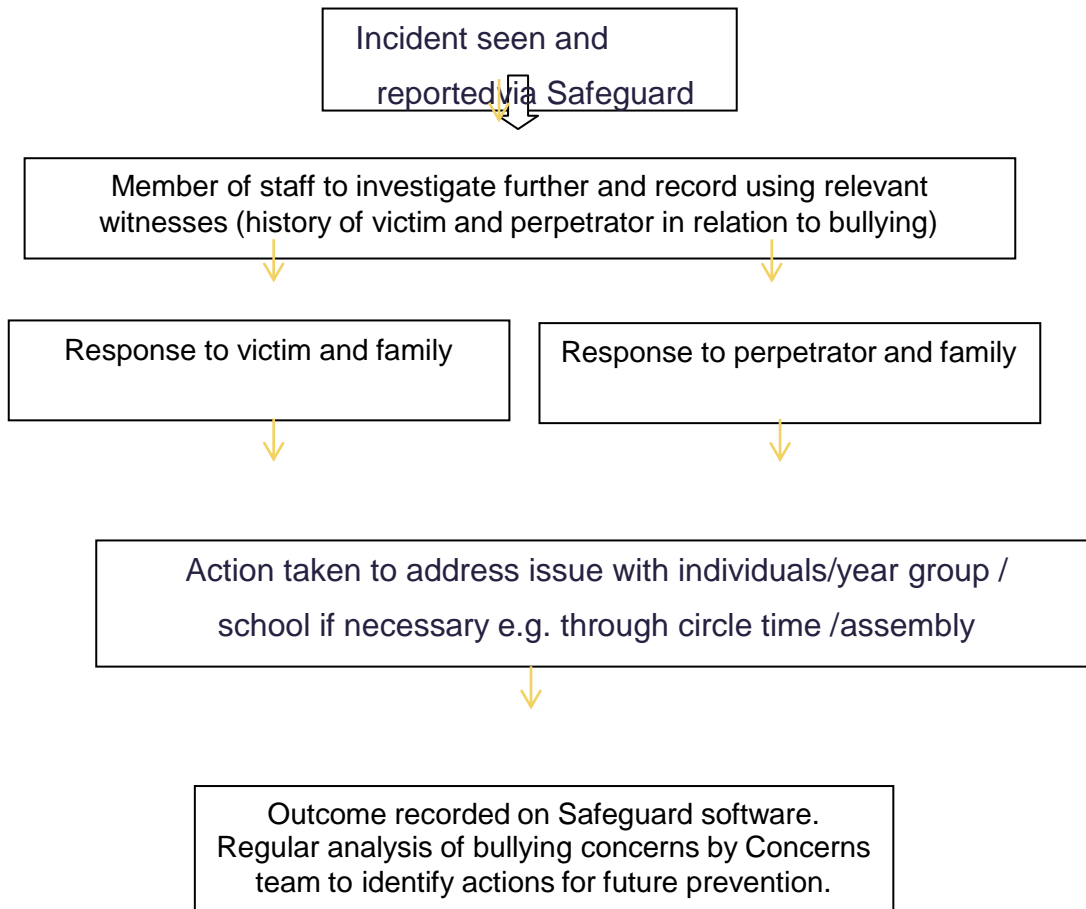 Incident seen and
reportedvia Safeguard
Member of staff to investigate further and record using relevant
witnesses (history of victim and perpetrator in relation to bullying)
Response to victim and family
Response to perpetrator and family
Action taken to address issue with individuals/year group /
school if necessary e.g. through circle time /assembly
Outcome recorded on Safeguard software.
Regular analysis of bullying concerns by Concerns
team to identify actions for future prevention.